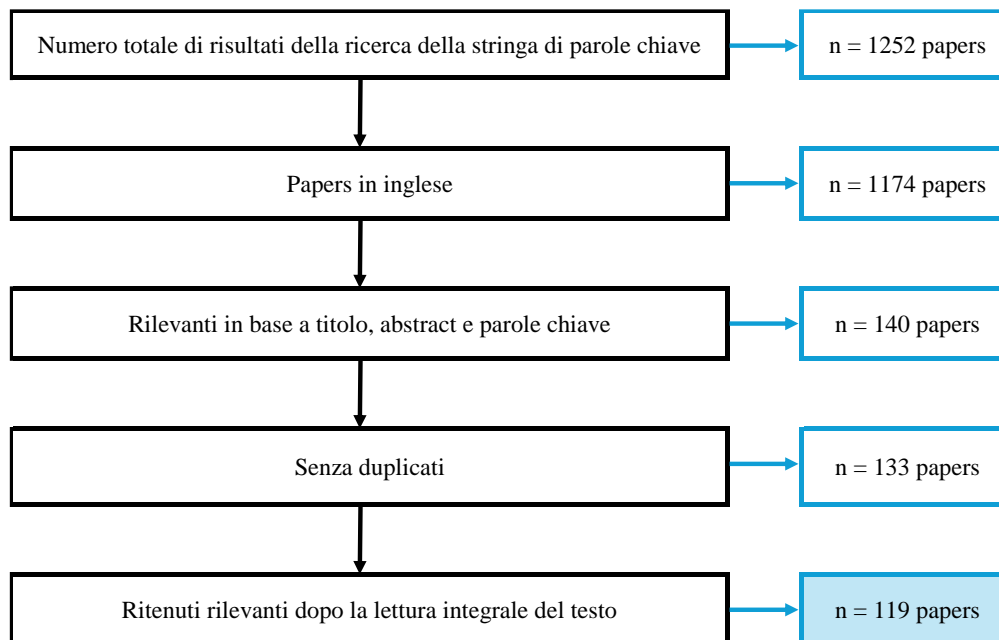 Numero totale di risultati della ricerca della stringa di parole chiave
n = 1252 papers
Papers in inglese
n = 1174 papers
Rilevanti in base a titolo, abstract e parole chiave
n = 140 papers
Senza duplicati
n = 133 papers
Ritenuti rilevanti dopo la lettura integrale del testo
n = 119 papers